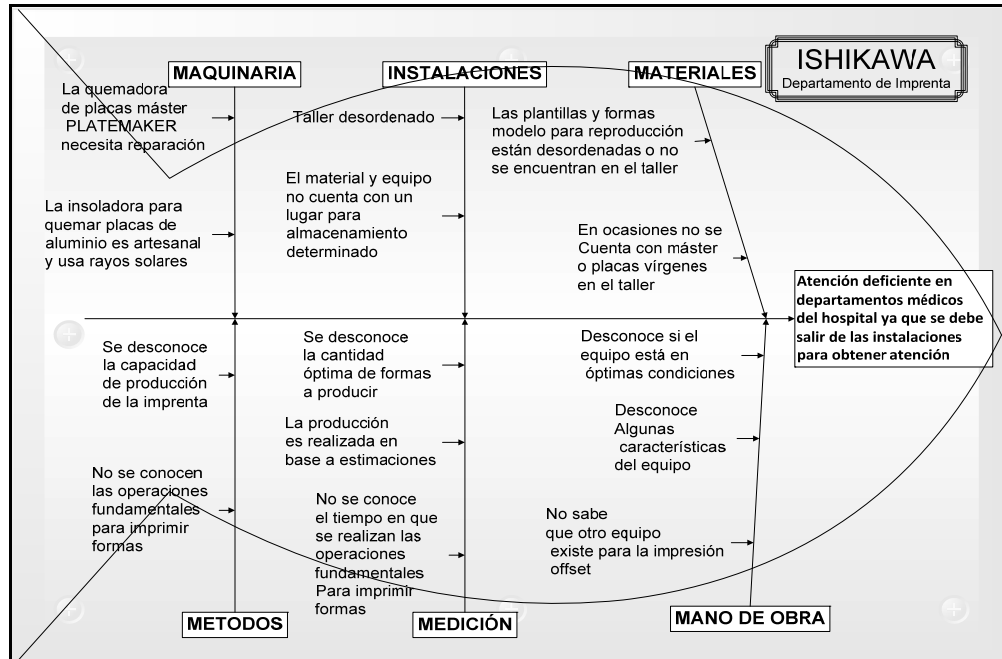 ISHIKAWA
Departamento de Imprenta
MAQUINARIA
La quemadora
de placas máster
PLATEMAKER
necesita reparación
La insoladora para
quemar placas de
aluminio es artesanal
y usa rayos solares
INSTALACIONES
Taller desordenado
El material y equipo
no cuenta con un
lugar para
almacenamiento
determinado
MATERIALES
Las plantillas y formas
modelo para reproducción
están desordenadas o no
se encuentran en el taller
En ocasiones no se
Cuenta con máster
o placas vírgenes
en el taller
Atención deficiente en
departamentos médicos
del hospital ya que se debe
salir de las instalaciones
para obtener atención
Se desconoce
la capacidad
de producción
de la imprenta
No se conocen
las operaciones
fundamentales
para imprimir
formas
METODOS
Se desconoce
la cantidad
óptima de formas
a producir
La producción
es realizada en
base a estimaciones
No se conoce
el tiempo en que
se realizan las
operaciones
fundamentales
Para imprimir
formas
MEDICIÓN
Desconoce si el
equipo está en
óptimas condiciones
Desconoce
Algunas
características
del equipo
No sabe
que otro equipo
existe para la impresión
offset
MANO DE OBRA